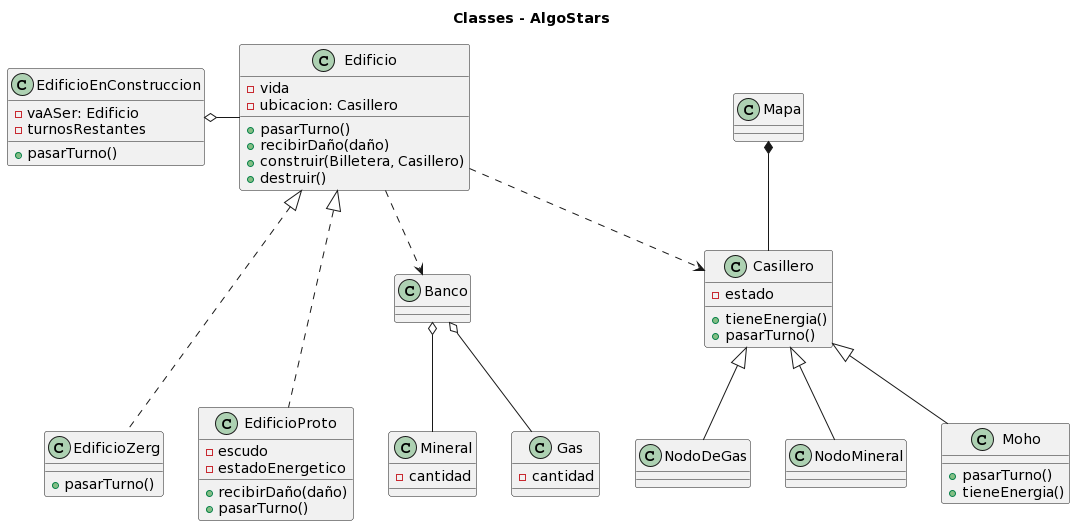 Classes - AlgoStars
C EdificioEnConstruccion
vaASer: Edificio
turnosRestantes
pasarTurno()
C Edificio
vida
ubicacion: Casillero
pasarTurno()
recibirDaño(daño)
construir(Billetera, Casillero)
destruir()
C Mapa
C Banco
C Casillero
estado
tieneEnergia()
pasarTurno()
C EdificioZerg
pasarTurno()
C EdificioProto
escudo
estadoEnergetico
recibirDaño(daño)
pasarTurno()
C Mineral
cantidad
C Gas
cantidad
C NodoDeGas
C NodoMineral
C Moho
pasarTurno()
tieneEnergia()